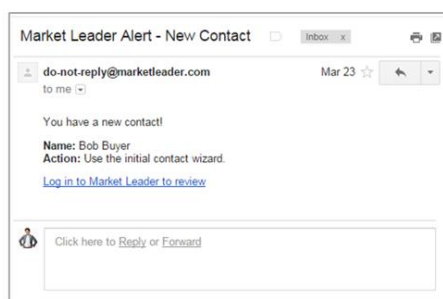 Market Leader Alert - New Contact
Inbox x
do-not-reply@marketleader.com Mar 23
to me
You have a new contact!
Name: Bob Buyer
Action: Use the initial contact wizard.
Log in to Market Leader to review
Click here to Reply or Forward